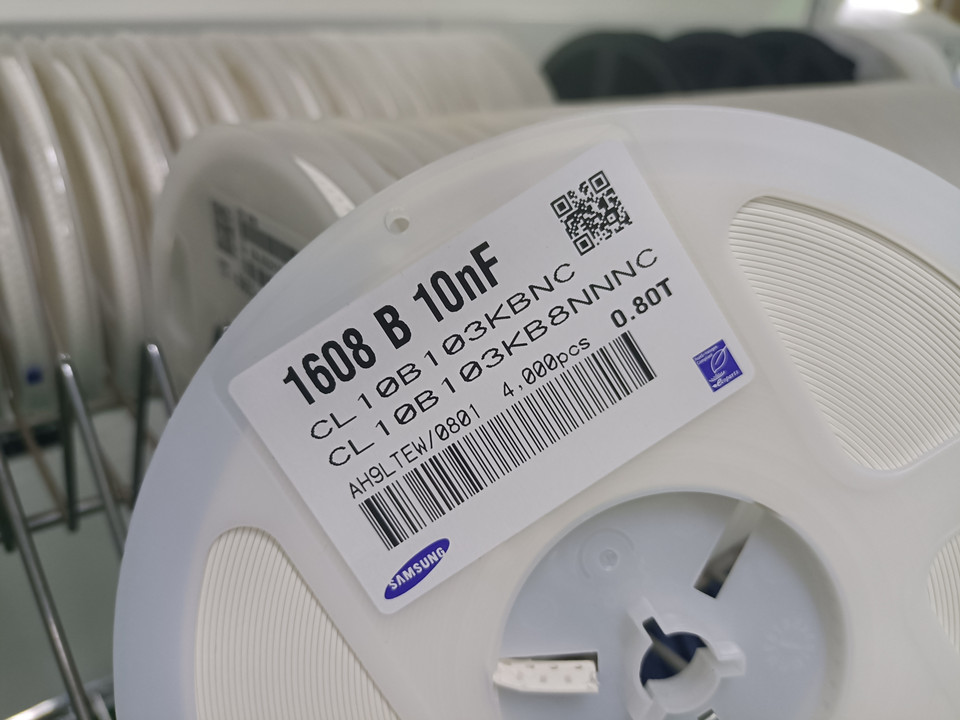 1608 B 10nF
CL10B103KBNC
CL10B103KB8NNNC
0.80T
AH9LTEW/0801 4,000pcs
SAMSUNG